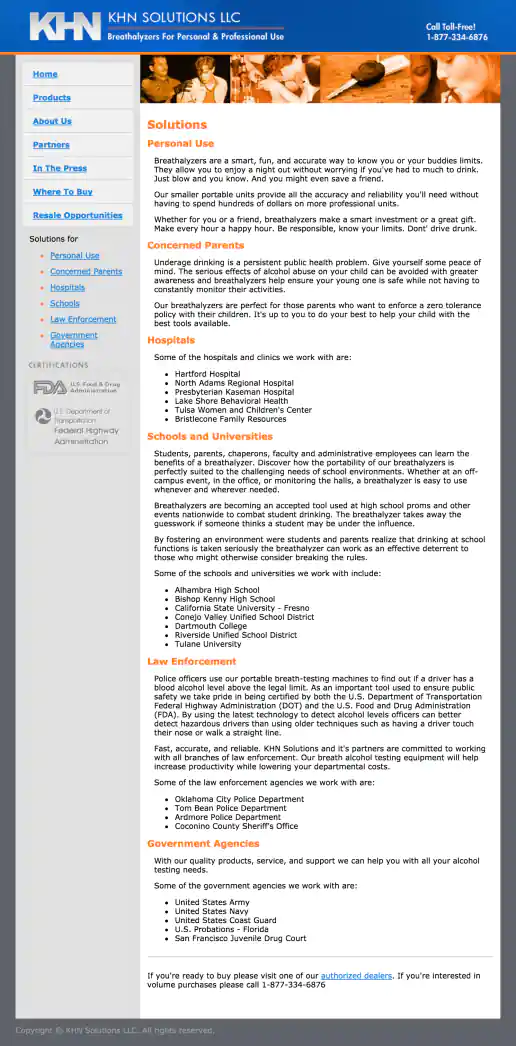 KHN KHN SOLUTIONS LLC
Breathalyzers For Personal & Professional Use
Call Toll-Free!
1-877-334-6876
Home
Products
About Us
Partners
In The Press
Where To Buy
Resale Opportunities
Solutions for
Personal Use
Concerned Parents
Hospitals
Schools
Law Enforcement
Government
Agencies
CERTIFICATIONS
FDA U.S. Food & Drug
Administration
U.S. Department of
Transportation
Federal Highway
Administration
Solutions
Personal Use
Breathalyzers are a smart, fun, and accurate way to know you or your buddies limits.
They allow you to enjoy a night out without worrying if you've had to much to drink.
Just blow and you know. And you might even save a friend.
Our smaller portable units provide all the accuracy and reliability you'll need without
having to spend hundreds of dollars on more professional units.
Whether for you or a friend, breathalyzers make a smart investment or a great gift.
Make every hour a happy hour. Be responsible, know your limits. Dont' drive drunk.
Concerned Parents
Underage drinking is a persistent public health problem. Give yourself some peace of
mind. The serious effects of alcohol abuse on your child can be avoided with greater
awareness and breathalyzers help ensure your young one is safe while not having to
constantly monitor their activities.
Our breathalyzers are perfect for those parents who want to enforce a zero tolerance
policy with their children. It's up to you to do your best to help your child with the
best tools available.
Hospitals
Some of the hospitals and clinics we work with are:
• Hartford Hospital
• North Adams Regional Hospital
• Presbyterian Kaseman Hospital
• Lake Shore Behavioral Health
• Tulsa Women and Children's Center
• Bristlecone Family Resources
Schools and Universities
Students, parents, chaperons, faculty and administrative employees can learn the
benefits of a breathalyzer. Discover how the portability of our breathalyzers is
perfectly suited to the challenging needs of school environments. Whether at an off-
campus event, in the office, or monitoring the halls, a breathalyzer is easy to use
whenever and wherever needed.
Breathalyzers are becoming an accepted tool used at high school proms and other
events nationwide to combat student drinking. The breathalyzer takes away the
guesswork if someone thinks a student may be under the influence.
By fostering an environment were students and parents realize that drinking at school
functions is taken seriously the breathalyzer can work as an effective deterrent to
those who might otherwise consider breaking the rules.
Some of the schools and universities we work with include:
• Alhambra High School
• Bishop Kenny High School
• California State University - Fresno
• Conejo Valley Unified School District
• Dartmouth College
• Riverside Unified School District
• Tulane University
Law Enforcement
Police officers use our portable breath-testing machines to find out if a driver has a
blood alcohol level above the legal limit. As an important tool used to ensure public
safety we take pride in being certified by both the U.S. Department of Transportation
Federal Highway Administration (DOT) and the U.S. Food and Drug Administration
(FDA). By using the latest technology to detect alcohol levels officers can better
detect hazardous drivers than using older techniques such as having a driver touch
their nose or walk a straight line.
Fast, accurate, and reliable. KHN Solutions and it's partners are committed to working
with all branches of law enforcement. Our breath alcohol testing equipment will help
increase productivity while lowering your departmental costs.
Some of the law enforcement agencies we work with are:
• Oklahoma City Police Department
• Tom Bean Police Department
• Ardmore Police Department
• Coconino County Sheriff's Office
Government Agencies
With our quality products, service, and support we can help you with all your alcohol
testing needs.
Some of the government agencies we work with are:
• United States Army
• United States Navy
• United States Coast Guard
• U.S. Probations - Florida
• San Francisco Juvenile Drug Court
If you're ready to buy please visit one of our authorized dealers. If you're interested in
volume purchases please call 1-877-334-6876
Copyright © KHN Solutions LLC. All rights reserved.